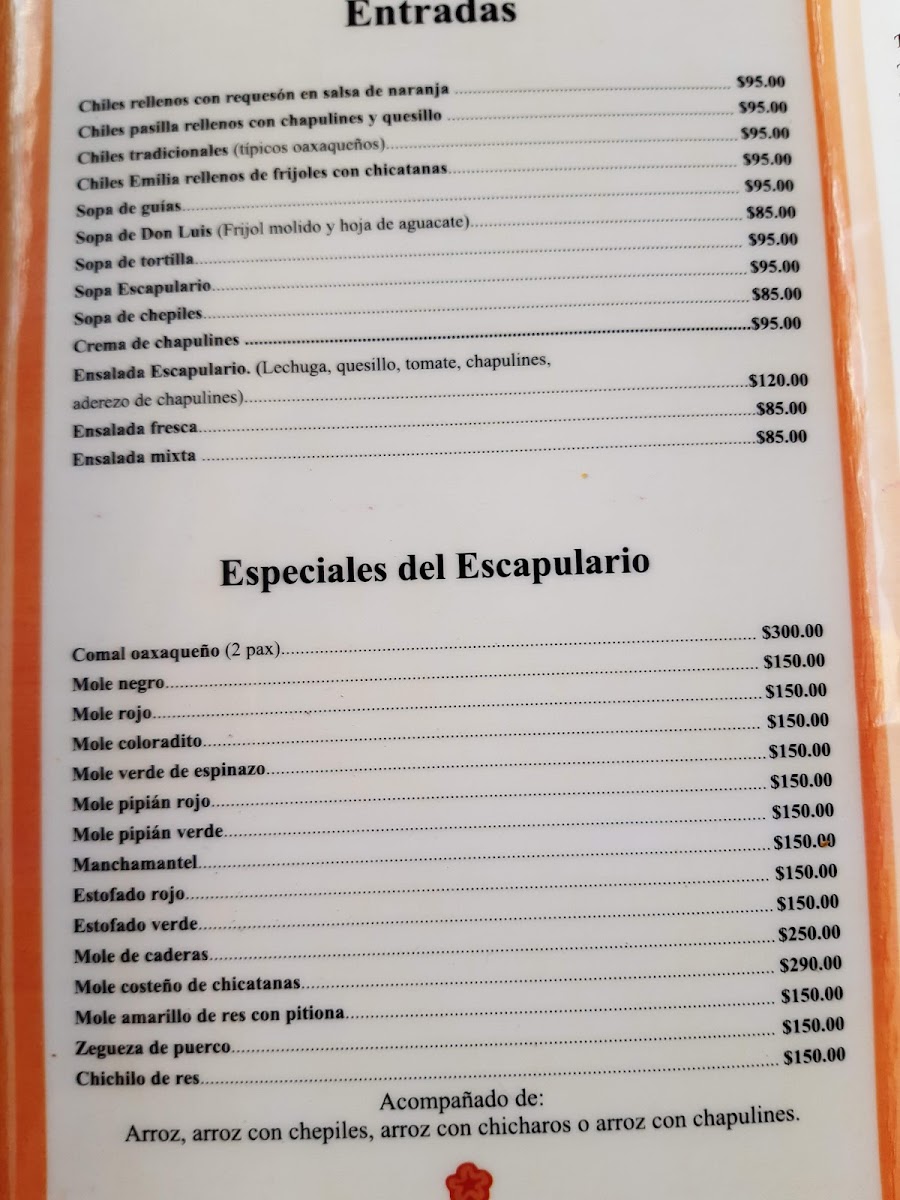 Entradas
Chiles rellenos con requesón en salsa de naranja ........ $95.00
Chiles pasilla rellenos con chapulines y quesillo ........ $95.00
Chiles tradicionales (típicos oaxaqueños)........ $95.00
Chiles Emilia rellenos de frijoles con chicatanas........ $95.00
Sopa de guías........ $95.00
Sopa de Don Luis (Frijol molido y hoja de aguacate)........ $85.00
Sopa de tortilla........ $95.00
Sopa Escapulario........ $95.00
Sopa de chepiles........ $85.00
Crema de chapulines ........$95.00
Ensalada Escapulario. (Lechuga, quesillo, tomate, chapulines,
aderezo de chapulines)........$120.00
Ensalada fresca........$85.00
Ensalada mixta ........$85.00
Especiales del Escapulario
Comal oaxaqueño (2 pax)........ $300.00
Mole negro........ $150.00
Mole rojo........ $150.00
Mole coloradito........ $150.00
Mole verde de espinazo........$150.00
Mole pipián rojo........ $150.00
Mole pipián verde........ $150.00
Manchamantel........$150.00
Estofado rojo........ $150.00
Estofado verde........$150.00
Mole de caderas........$250.00
Mole costeño de chicatanas........ $290.00
Mole amarillo de res con pitiona........ $150.00
Zegueza de puerco........ $150.00
Chichilo de res........ $150.00
Acompañado de:
Arroz, arroz con chepiles, arroz con chicharos o arroz con chapulines.